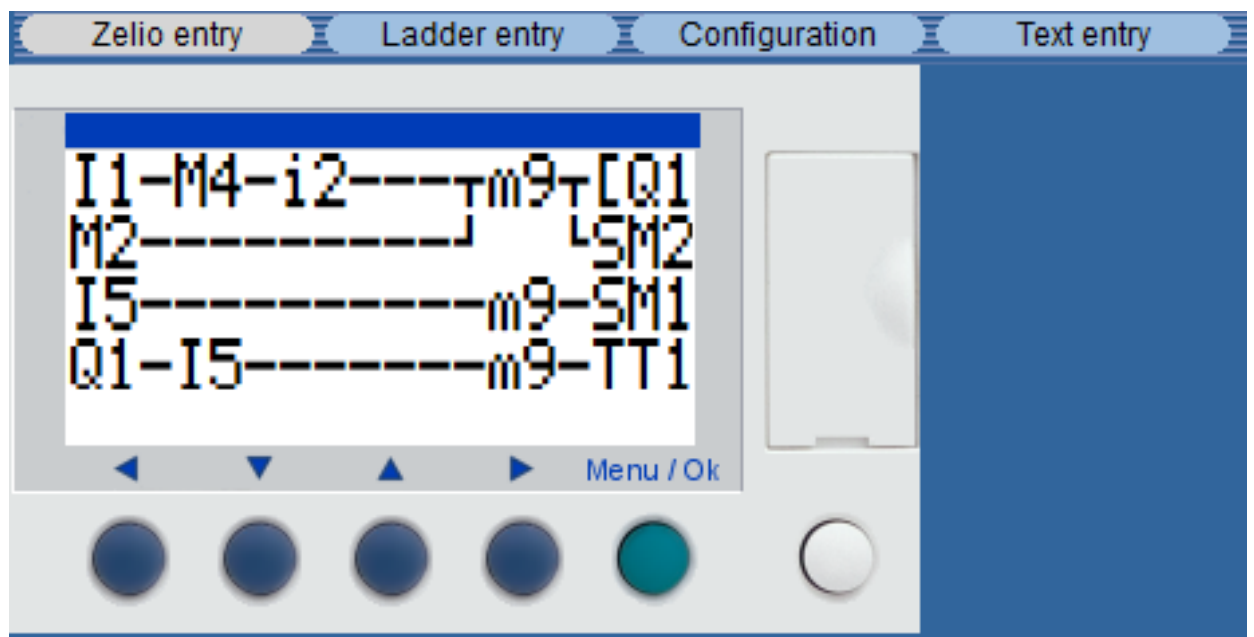 Zelio entry Ladder entry Configuration Text entry
I1-M4-i2---┬m9┬[Q1
M2----------┘ └SM2
I5-----------m9-SM1
Q1-I5--------m9-TT1
◀ ▼ ▲ ▶ Menu / Ok